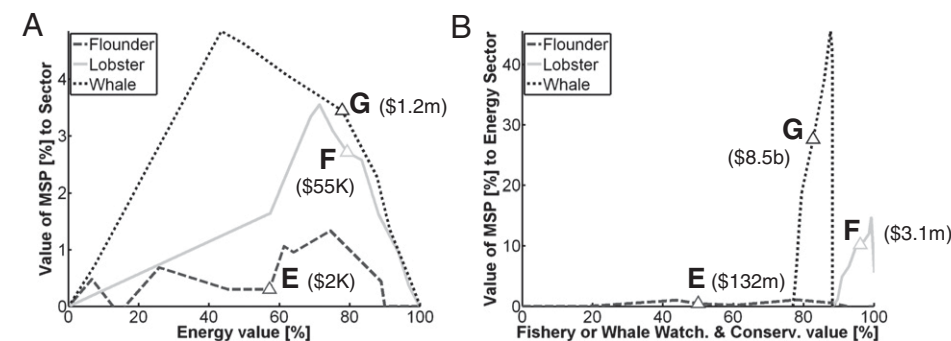 A
Value of MSP [%] to Sector
Flounder
Lobster
Whale
4
3
2
1
0
G ($1.2m)
F
($55K)
E ($2K)
0 20 40 60 80 100
Energy value [%]
B
Value of MSP [%] to Energy Sector
Flounder
Lobster
Whale
40
30
20
10
0
G
($8.5b)
F ($3.1m)
E ($132m)
0 20 40 60 80 100
Fishery or Whale Watch. & Conserv. value [%]